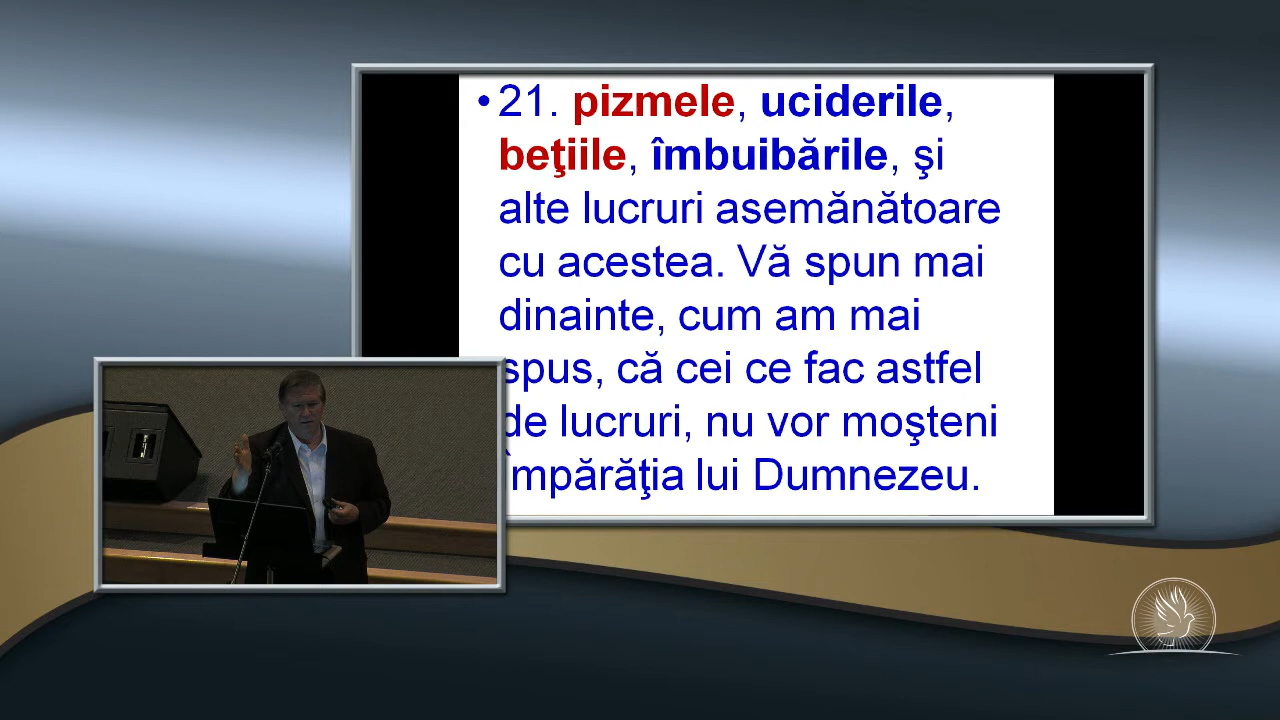 • 21. pizmele, uciderile,
beţiile, îmbuibările, şi
alte lucruri asemănătoare
cu acestea. Vă spun mai
dinainte, cum am mai
spus, că cei ce fac astfel
de lucruri, nu vor moşteni
împărăţia lui Dumnezeu.